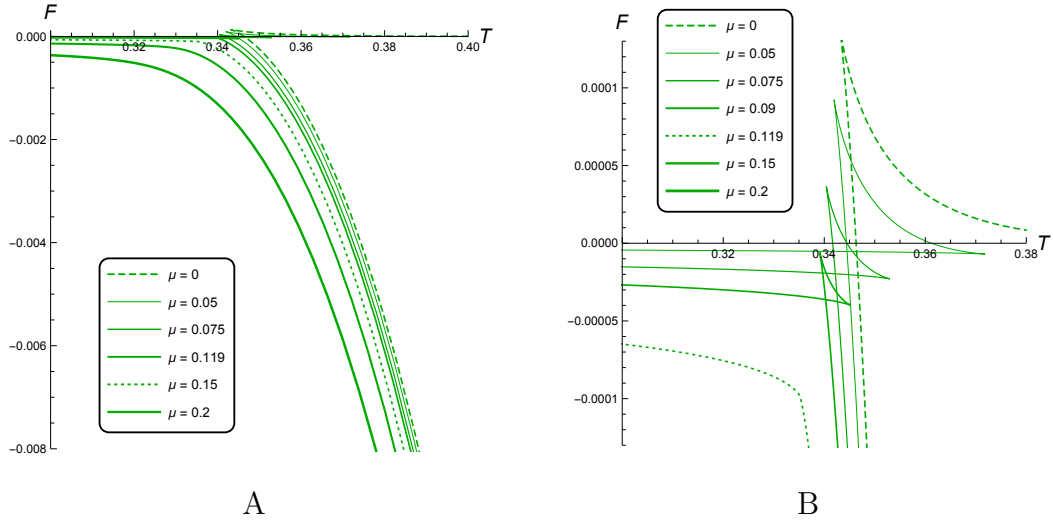 F
0.000
0.32
0.34
0.36
0.38
0.40
T
−0.002
−0.004
−0.006
−0.008
μ = 0
μ = 0.05
μ = 0.075
μ = 0.119
μ = 0.15
μ = 0.2
A
F
0.0001
0.00005
0.0000
−0.00005
−0.0001
0.32
0.34
0.36
0.38
T
μ = 0
μ = 0.05
μ = 0.075
μ = 0.09
μ = 0.119
μ = 0.15
μ = 0.2
B